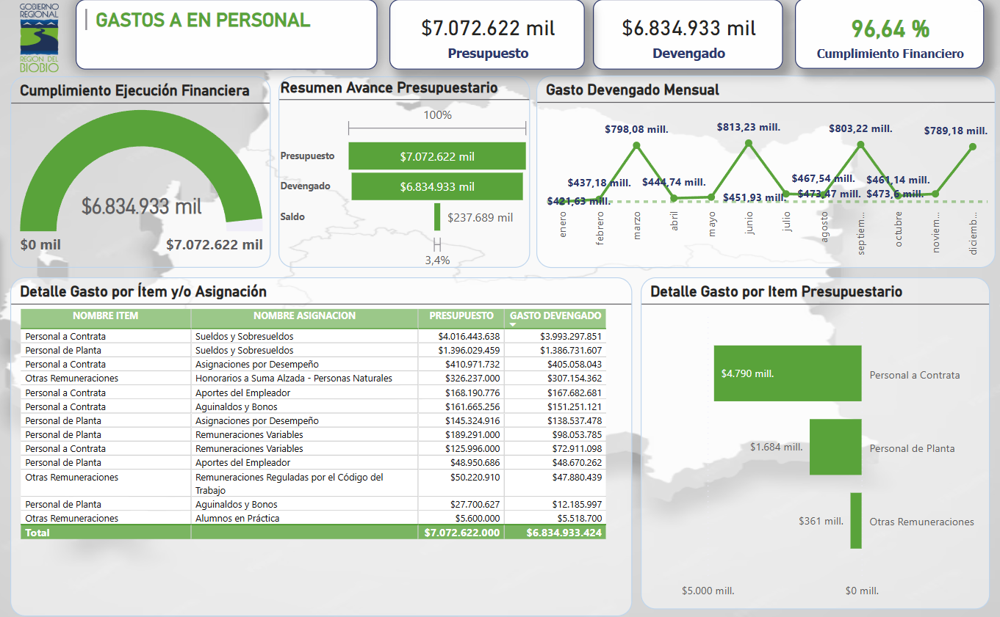 GOBIERNO
REGIONAL
REGIÓN DEL
BIOBIO
GASTOS A EN PERSONAL
$7.072.622 mil
Presupuesto
$6.834.933 mil
Devengado
96,64 %
Cumplimiento Financiero
Cumplimiento Ejecución Financiera
$6.834.933 mil
$0 mil
$7.072.622 mil
Resumen Avance Presupuestario
100%
Presupuesto $7.072.622 mil
Devengado $6.834.933 mil
Saldo $237.689 mil
3,4%
Gasto Devengado Mensual
$421,63 mill.
$437,18 mill.
$798,08 mill.
$444,74 mill.
$451,93 mill.
$813,23 mill.
$467,54 mill.
$473,47 mill.
$803,22 mill.
$461,14 mill.
$473,6 mill.
$789,18 mill.
enero
febrero
marzo
abril
mayo
junio
julio
agosto
septiem...
octubre
noviem...
diciemb...
Detalle Gasto por Ítem y/o Asignación
NOMBRE ITEM NOMBRE ASIGNACION PRESUPUESTO GASTO DEVENGADO
Personal a Contrata Sueldos y Sobresueldos $4.016.443.638 $3.993.297.851
Personal de Planta Sueldos y Sobresueldos $1.396.029.459 $1.386.731.607
Personal a Contrata Asignaciones por Desempeño $410.971.732 $405.058.043
Otras Remuneraciones Honorarios a Suma Alzada - Personas Naturales $326.237.000 $307.154.362
Personal a Contrata Aportes del Empleador $168.190.776 $167.682.681
Personal a Contrata Aguinaldos y Bonos $161.665.256 $151.251.121
Personal de Planta Asignaciones por Desempeño $145.324.916 $138.537.478
Personal de Planta Remuneraciones Variables $189.291.000 $98.053.785
Personal a Contrata Remuneraciones Variables $125.996.000 $72.911.098
Personal de Planta Aportes del Empleador $48.950.686 $48.670.262
Otras Remuneraciones Remuneraciones Reguladas por el Código del $50.220.910 $47.880.439
Trabajo
Personal de Planta Aguinaldos y Bonos $27.700.627 $12.185.997
Otras Remuneraciones Alumnos en Práctica $5.600.000 $5.518.700
Total $7.072.622.000 $6.834.933.424
Detalle Gasto por Item Presupuestario
$4.790 mill. Personal a Contrata
$1.684 mill. Personal de Planta
$361 mill. Otras Remuneraciones
$5.000 mill. $0 mill.